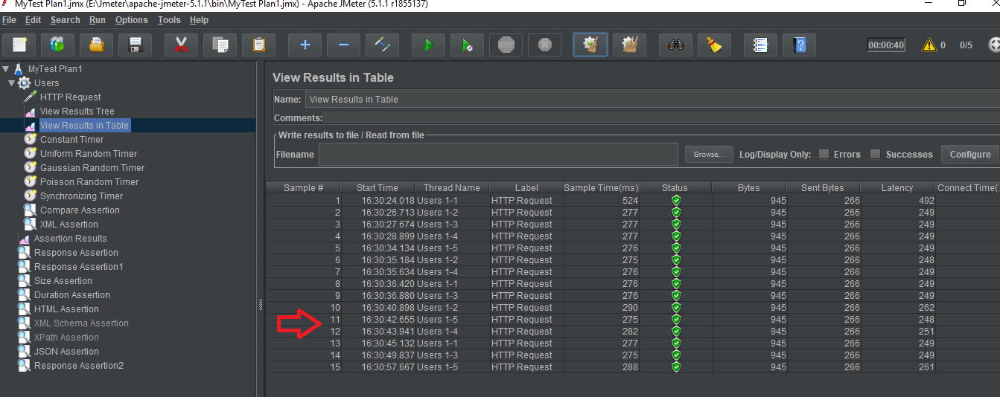 MyTest Plan1.jmx (E:\Jmeter\apache-jmeter-5.1.1\bin\MyTest Plan1.jmx) - Apache JMeter (5.1.1 r1855137)
File Edit Search Run Options Tools Help
STOP 00:00:40 0 0/5
MyTest Plan1
Users
HTTP Request
View Results Tree
View Results in Table
Constant Timer
Uniform Random Timer
Gaussian Random Timer
Poisson Random Timer
Synchronizing Timer
Compare Assertion
XML Assertion
Assertion Results
Response Assertion
Response Assertion1
Size Assertion
Duration Assertion
HTML Assertion
XML Schema Assertion
XPath Assertion
JSON Assertion
Response Assertion2
View Results in Table
Name: View Results in Table
Comments:
Write results to file / Read from file
Filename Browse... Log/Display Only: Errors Successes Configure
Sample # Start Time Thread Name Label Sample Time(ms) Status Bytes Sent Bytes Latency Connect Time(...
1 16:30:24.018 Users 1-1 HTTP Request 524 945 266 492
2 16:30:26.713 Users 1-2 HTTP Request 277 945 266 249
3 16:30:27.674 Users 1-3 HTTP Request 277 945 266 249
4 16:30:28.899 Users 1-4 HTTP Request 277 945 266 249
5 16:30:34.134 Users 1-5 HTTP Request 276 945 266 249
6 16:30:35.184 Users 1-2 HTTP Request 275 945 266 248
7 16:30:35.634 Users 1-4 HTTP Request 276 945 266 249
8 16:30:36.420 Users 1-1 HTTP Request 276 945 266 249
9 16:30:36.880 Users 1-3 HTTP Request 276 945 266 249
10 16:30:40.898 Users 1-2 HTTP Request 290 945 266 262
11 16:30:42.655 Users 1-5 HTTP Request 275 945 266 248
12 16:30:43.941 Users 1-4 HTTP Request 282 945 266 251
13 16:30:45.132 Users 1-1 HTTP Request 277 945 266 249
14 16:30:49.837 Users 1-3 HTTP Request 275 945 266 249
15 16:30:57.667 Users 1-5 HTTP Request 288 945 266 261